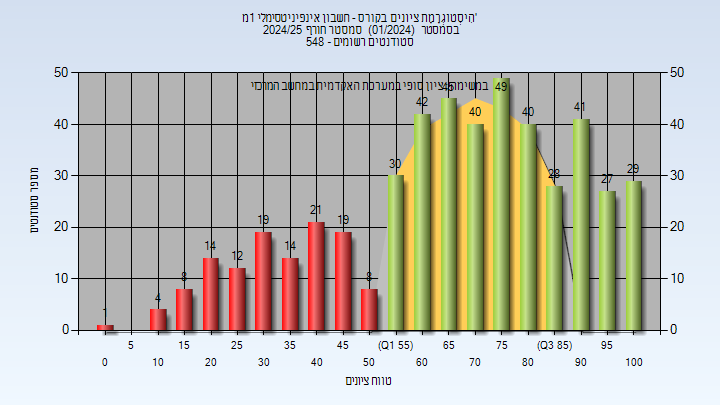 היסטוגרמת ציונים בקורס - חשבון אינפיניטסימלי 1מ'
בסמסטר (01/2024) סמסטר חורף 2024/25
סטודנטים רשומים - 548
במשימה: ציון סופי במערכת האקדמית במחשב המרכזי
50 50
40 40
30 30
20 20
10 10
0 0
1 4 8 14 12 19 14 21 19 8 30 42 45 40 49 40 28 41 27 29
מספר סטודנטים
5 15 25 35 45 (Q1 55) 65 75 (Q3 85) 95
0 10 20 30 40 50 60 70 80 90 100
טווח ציונים